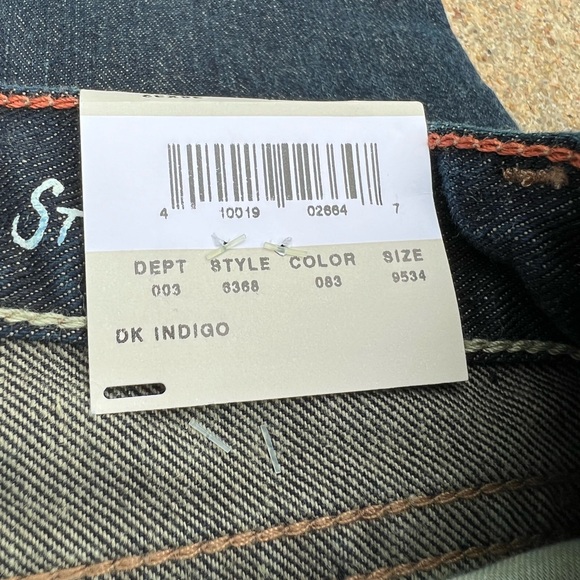 4 10019 02664 7
DEPT STYLE COLOR SIZE
003 6368 083 9534
DK INDIGO